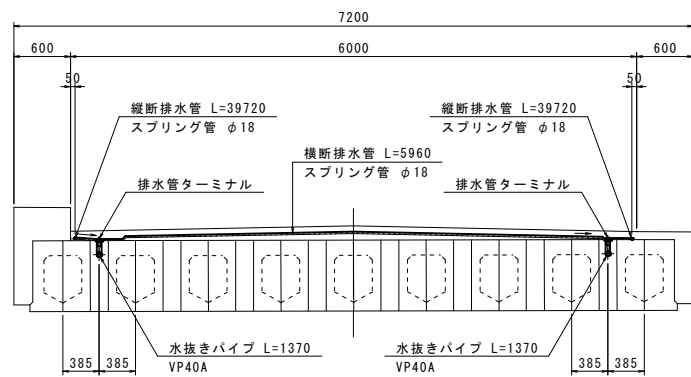 7200
600
6000
600
50
50
縦断排水管 L=39720
スプリング管 φ18
縦断排水管 L=39720
スプリング管 φ18
横断排水管 L=5960
スプリング管 φ18
排水管ターミナル
排水管ターミナル
水抜きパイプ L=1370
VP40A
水抜きパイプ L=1370
VP40A
385
385
385
385